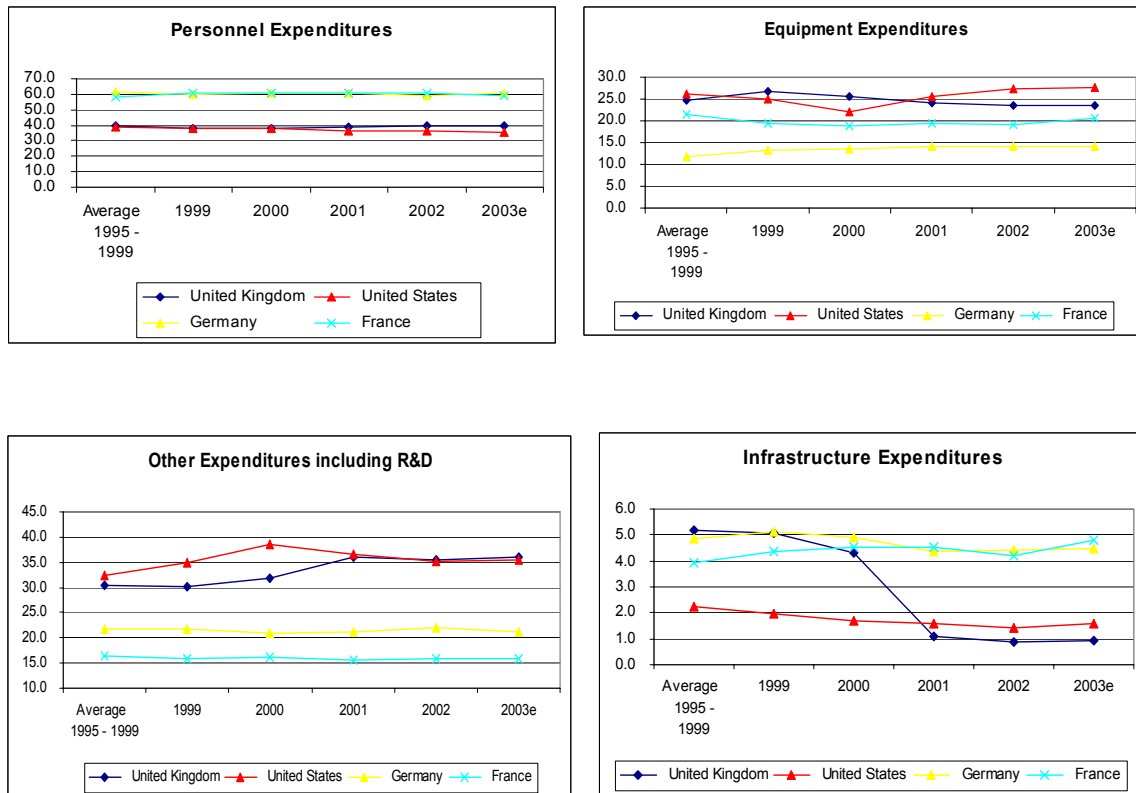 Personnel Expenditures
70.0
60.0
50.0
40.0
30.0
20.0
10.0
0.0
Average 1999 2000 2001 2002 2003e
1995 -
1999
United Kingdom United States
Germany France
Equipment Expenditures
30.0
25.0
20.0
15.0
10.0
5.0
0.0
Average 1999 2000 2001 2002 2003e
1995 -
1999
United Kingdom United States Germany France
Other Expenditures including R&D
45.0
40.0
35.0
30.0
25.0
20.0
15.0
10.0
Average 1999 2000 2001 2002 2003e
1995 - 1999
United Kingdom United States Germany France
Infrastructure Expenditures
6.0
5.0
4.0
3.0
2.0
1.0
0.0
Average 1999 2000 2001 2002 2003e
1995 -
1999
United Kingdom United States Germany France